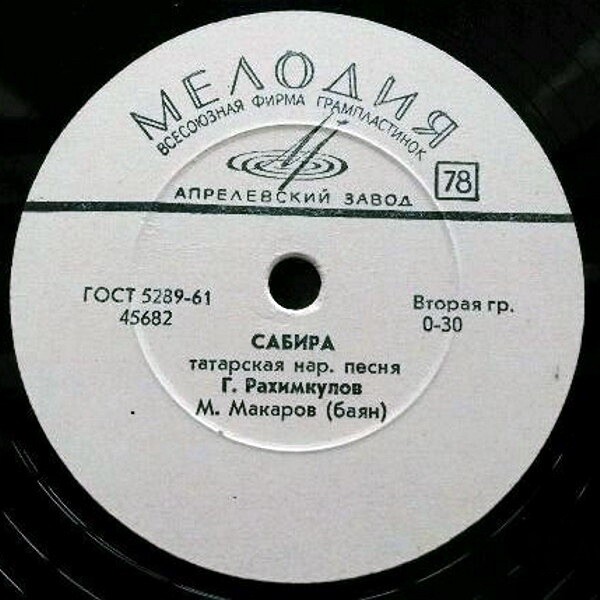 МЕЛОДИЯ
ВСЕСОЮЗНАЯ ФИРМА ГРАМПЛАСТИНОК
АПРЕЛЕВСКИЙ ЗАВОД
78
ГОСТ 5289-61
45682
Вторая гр.
0-30
САБИРА
татарская нар. песня
Г. Рахимкулов
М. Макаров (баян)